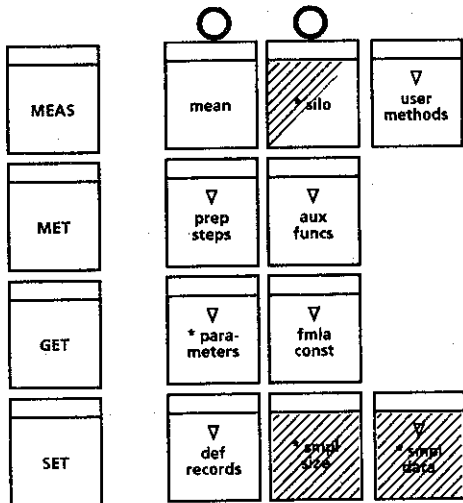 MEAS
mean
* silo
▽
user
methods
MET
▽
prep
steps
▽
aux
funcs
GET
▽
* para-
meters
▽
fmla
const
SET
▽
def
records
* smpl
size
▽
* smpl
data